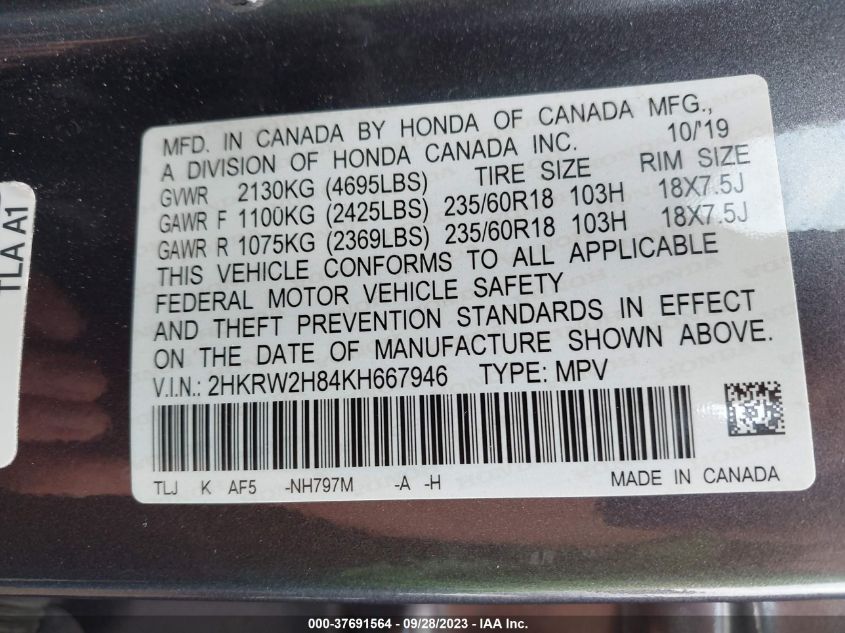 MFD. IN CANADA BY HONDA OF CANADA MFG.,
A DIVISION OF HONDA CANADA INC. 10/'19
GVWR 2130KG (4695LBS) TIRE SIZE RIM SIZE
GAWR F 1100KG (2425LBS) 235/60R18 103H 18X7.5J
GAWR R 1075KG (2369LBS) 235/60R18 103H 18X7.5J
THIS VEHICLE CONFORMS TO ALL APPLICABLE
FEDERAL MOTOR VEHICLE SAFETY
AND THEFT PREVENTION STANDARDS IN EFFECT
ON THE DATE OF MANUFACTURE SHOWN ABOVE.
V.I.N.: 2HKRW2H84KH667946 TYPE: MPV
TLJ K AF5 -NH797M -A -H MADE IN CANADA
TLA A1
000-37691564 / 09/28/2023 / IAA Inc.